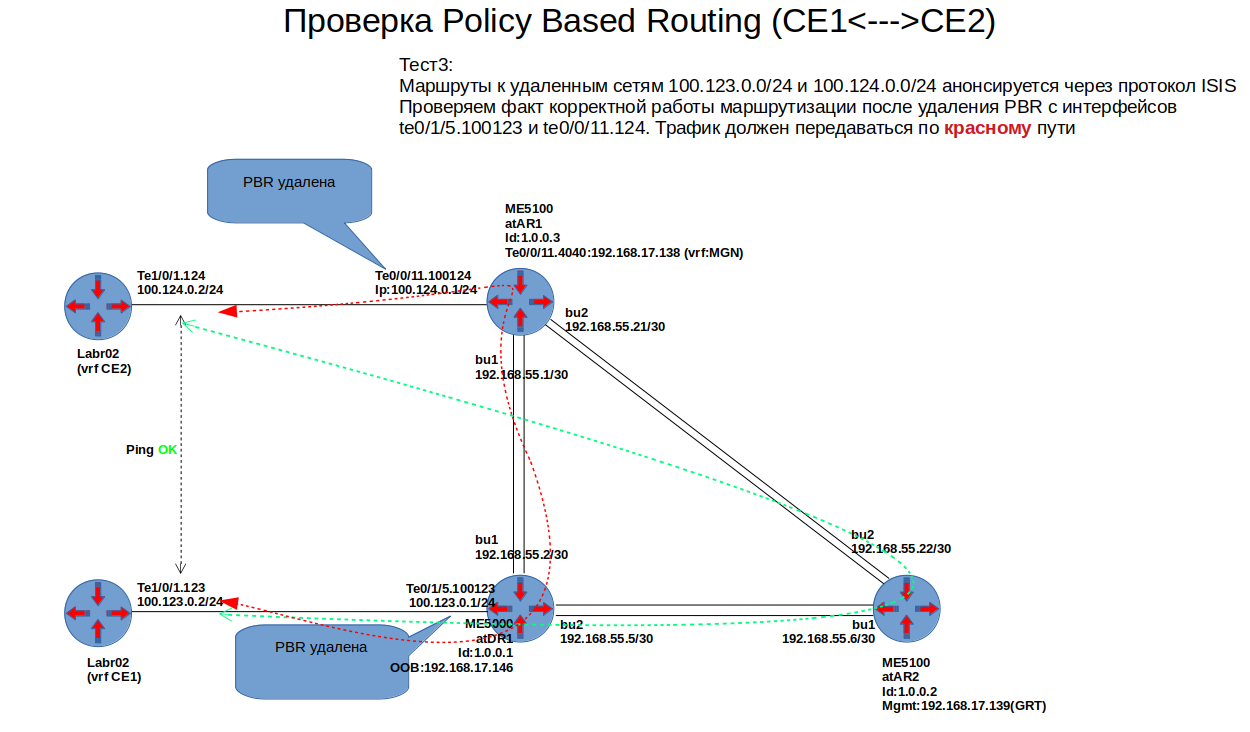 Проверка Policy Based Routing (CE1<--->CE2)
Тест3:
Маршруты к удаленным сетям 100.123.0.0/24 и 100.124.0.0/24 анонсируется через протокол ISIS
Проверяем факт корректной работы маршрутизации после удаления PBR с интерфейсов
te0/1/5.100123 и te0/0/11.124. Трафик должен передаваться по красному пути
PBR удалена
ME5100
atAR1
Id:1.0.0.3
Te0/0/11.4040:192.168.17.138 (vrf:MGN)
Te1/0/1.124
100.124.0.2/24
Te0/0/11.100124
Ip:100.124.0.1/24
bu2
192.168.55.21/30
Labr02
(vrf CE2)
bu1
192.168.55.1/30
Ping OK
bu1
192.168.55.2/30
bu2
192.168.55.22/30
Te1/0/1.123
100.123.0.2/24
Te0/1/5.100123
100.123.0.1/24
ME5000
atDR1
Id:1.0.0.1
OOB:192.168.17.146
bu2
192.168.55.5/30
bu1
192.168.55.6/30
PBR удалена
Labr02
(vrf CE1)
ME5100
atAR2
Id:1.0.0.2
Mgmt:192.168.17.139(GRT)